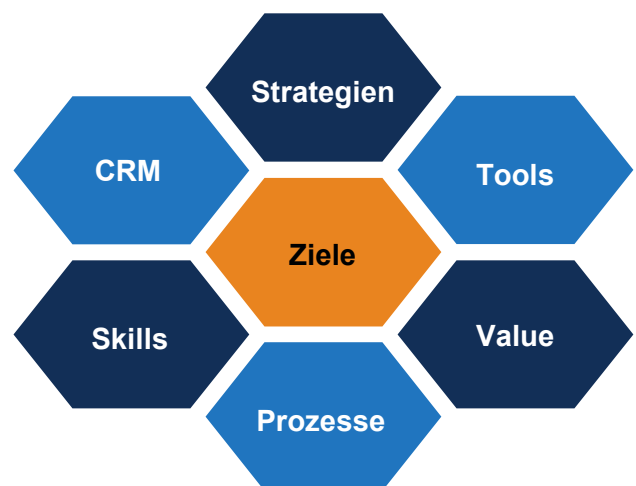 Strategien
CRM
Tools
Ziele
Skills
Value
Prozesse